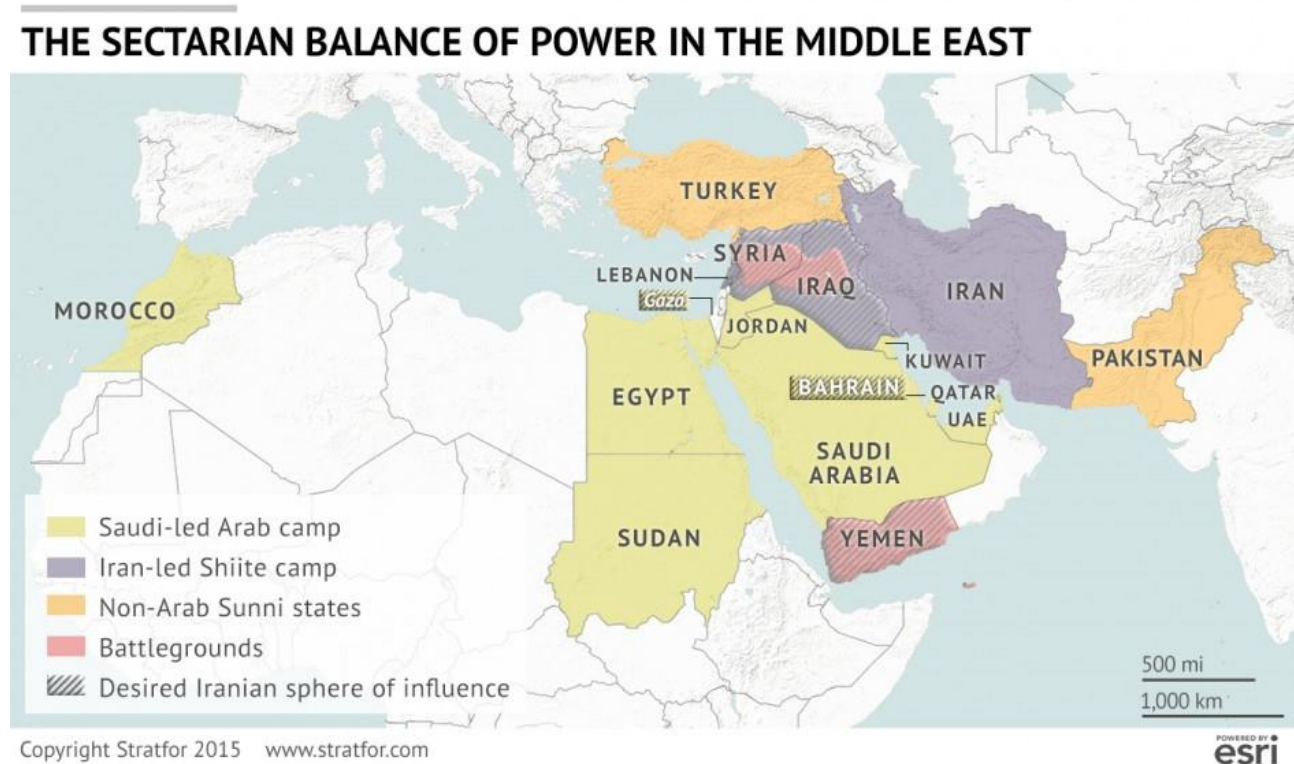 THE SECTARIAN BALANCE OF POWER IN THE MIDDLE EAST
TURKEY
SYRIA
LEBANON
Gaza
IRAQ
IRAN
MOROCCO
JORDAN
KUWAIT
PAKISTAN
EGYPT
BAHRAIN
QATAR
UAE
SAUDI
ARABIA
SUDAN
YEMEN
Saudi-led Arab camp
Iran-led Shiite camp
Non-Arab Sunni states
Battlegrounds
Desired Iranian sphere of influence
500 mi
1,000 km
Copyright Stratfor 2015 www.stratfor.com
POWERED BY
esri